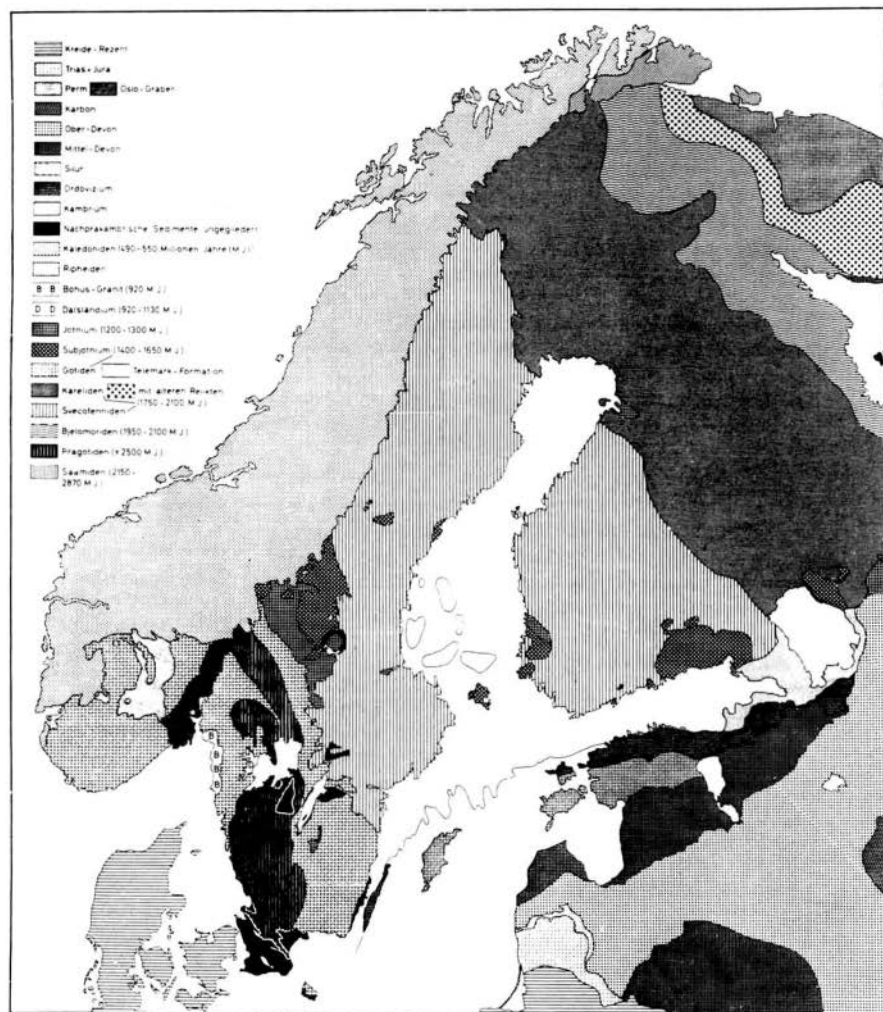 Kreide-Rezent
Trias-Jura
Perm Oslo-Graben
Karbon
Ober-Devon
Mittel-Devon
Silur
Ordovizium
Kambrium
Nachpräkambrische Sedimente ungegliedert
Kaledoniden (490-550 Millionen Jahre (M.J.)
Ripheiden
B B Bohus-Granit (920 M.J.)
D D Dalslandium (920-1130 M.J.)
Jotnium (1200-1300 M.J.)
Subjotnium (1400-1650 M.J.)
Gotiden Telemark-Formation
Kareliden mit älteren Relikten
Svecofenniden (1750-2100 M.J.)
Bjelomoriden (1950-2100 M.J.)
Prägotiden (>2500 M.J.)
Saamiden (2150-
2870 M.J.)
B
B
B
B